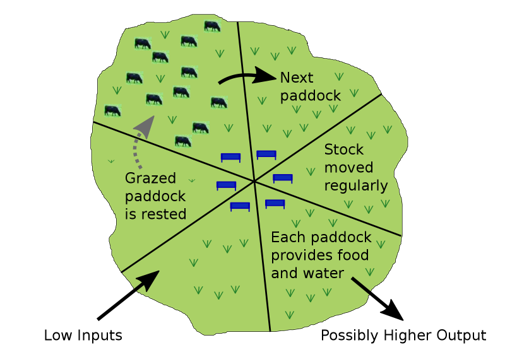 Next
paddock
Stock
moved
regularly
Grazed
paddock
is rested
Each paddock
provides food
and water
Low Inputs
Possibly Higher Output